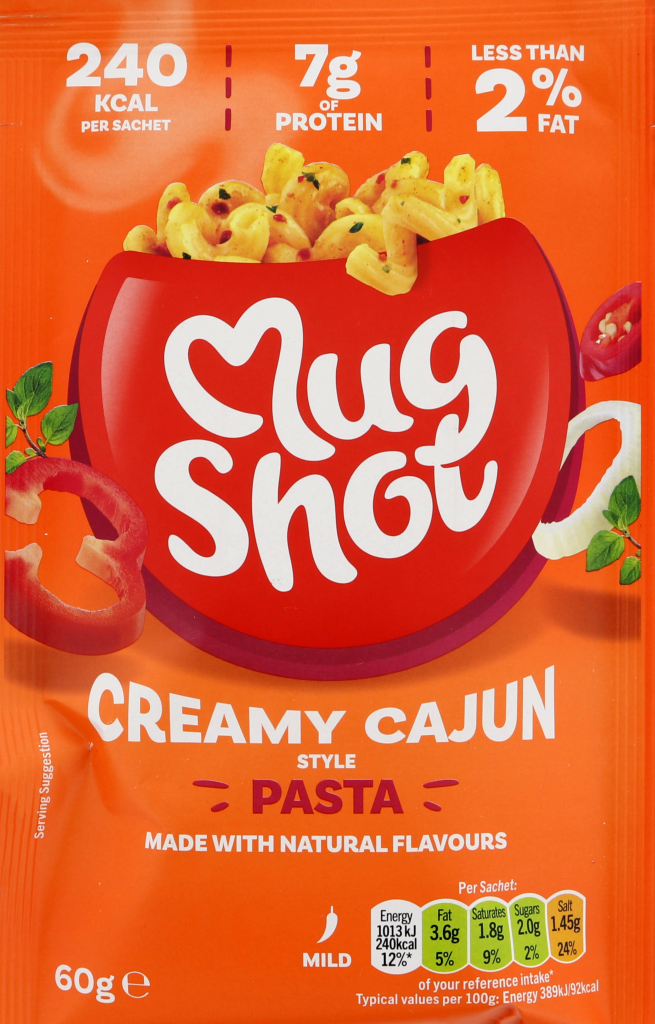 240
KCAL
PER SACHET
7g
OF
PROTEIN
LESS THAN
2%
FAT
Mug
Shot
CREAMY CAJUN
STYLE
PASTA
MADE WITH NATURAL FLAVOURS
Serving Suggestion
MILD
60g ℮
Per Sachet:
Energy
1013 kJ
240kcal
12%*
Fat
3.6g
5%
Saturates
1.8g
9%
Sugars
2.0g
2%
Salt
1.45g
24%
of your reference intake*
Typical values per 100g: Energy 389kJ/92kcal